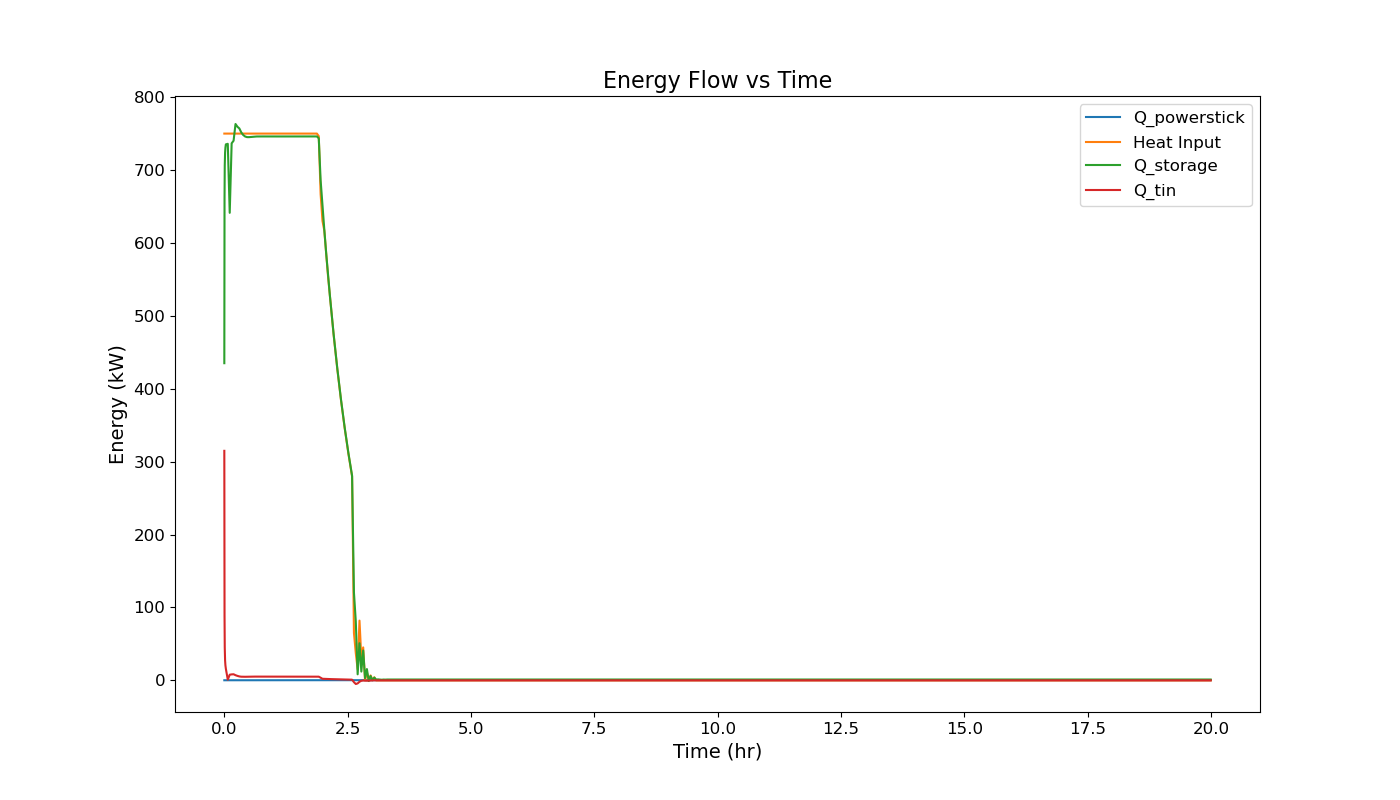 Energy Flow vs Time
Energy (kW)
800
700
600
500
400
300
200
100
0
Q_powerstick
Heat Input
Q_storage
Q_tin
0.0 2.5 5.0 7.5 10.0 12.5 15.0 17.5 20.0
Time (hr)